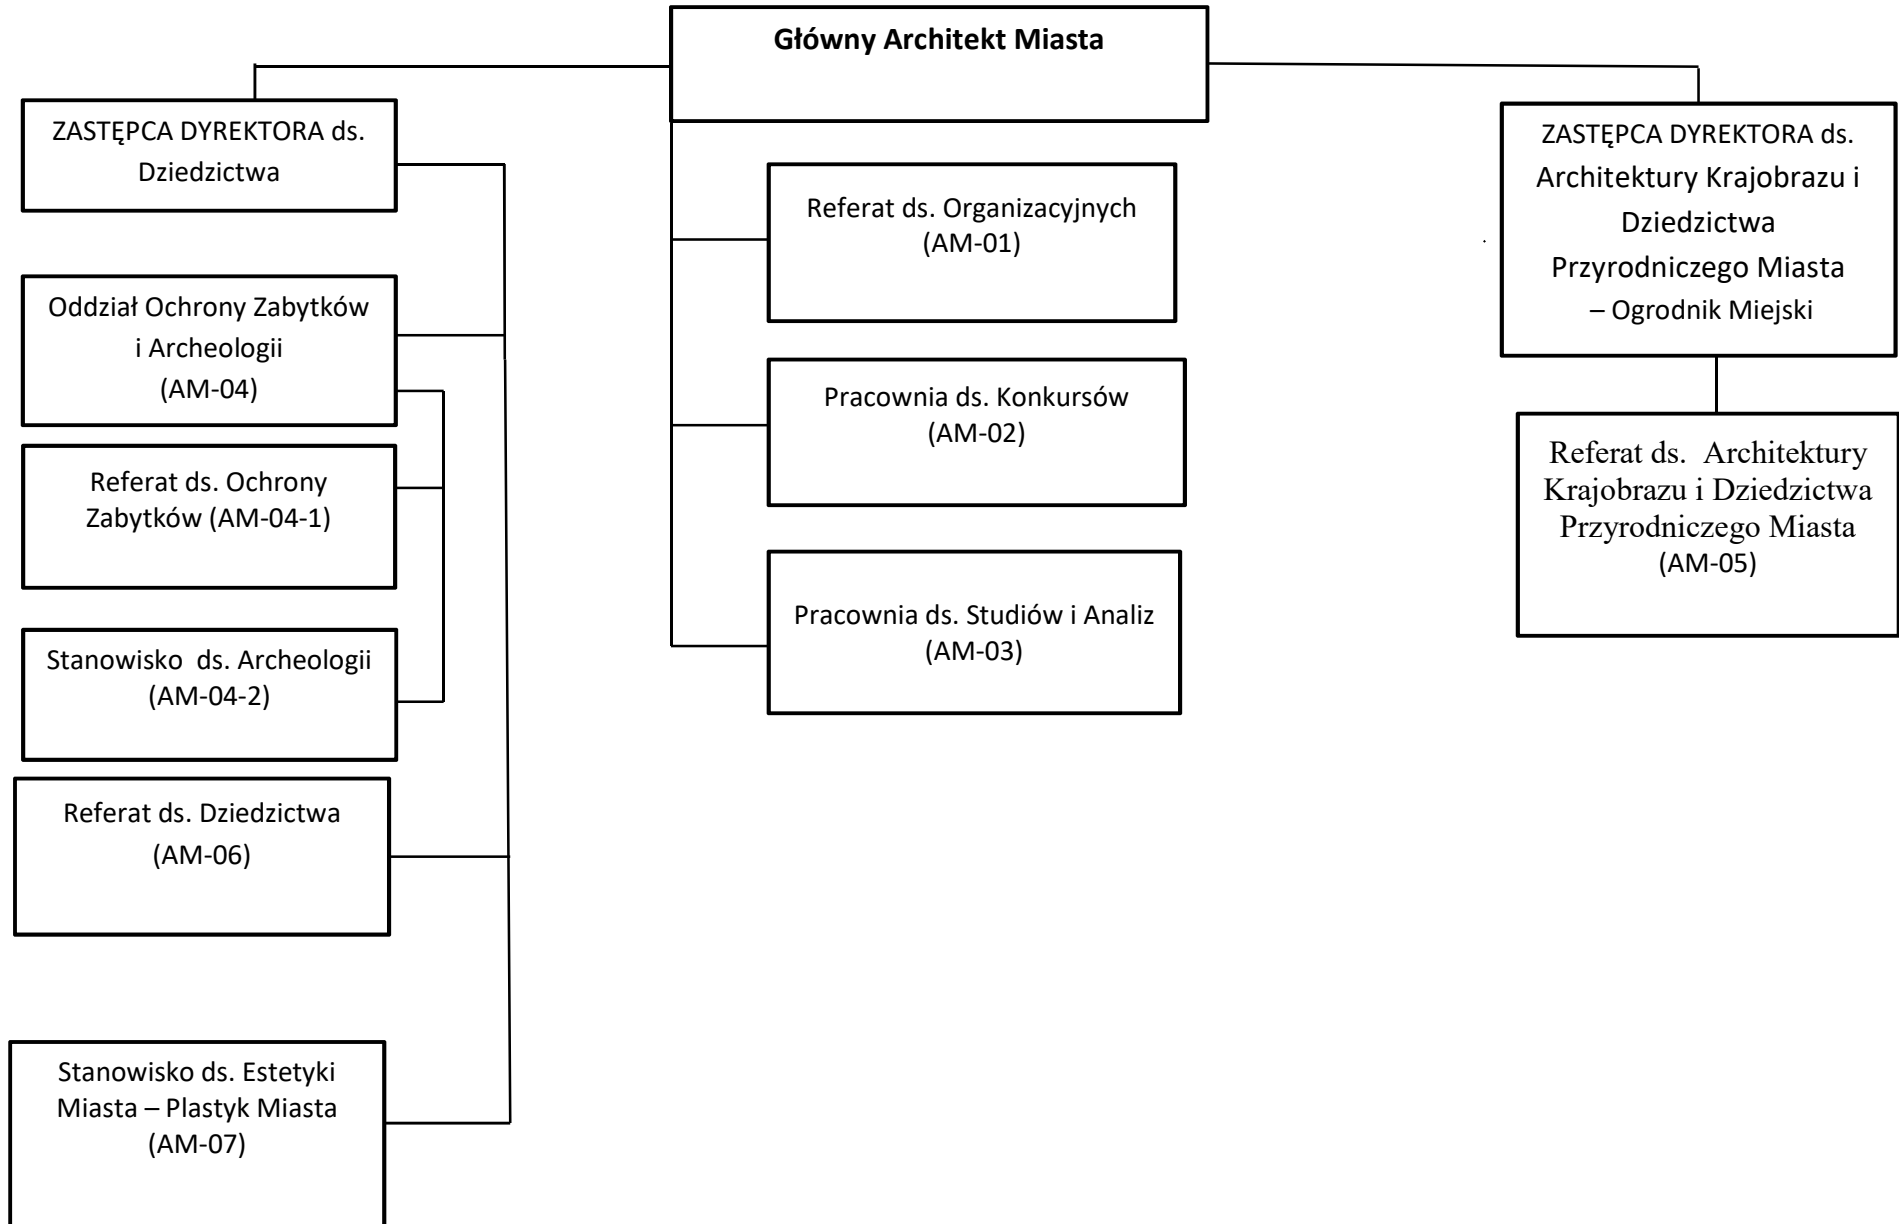 Główny Architekt Miasta
ZASTĘPCA DYREKTORA ds.
Dziedzictwa
Oddział Ochrony Zabytków
i Archeologii
(AM-04)
Referat ds. Ochrony
Zabytków (AM-04-1)
Stanowisko  ds. Archeologii
(AM-04-2)
Referat ds. Dziedzictwa
(AM-06)
Stanowisko ds. Estetyki
Miasta – Plastyk Miasta
(AM-07)
Referat ds. Organizacyjnych
(AM-01)
Pracownia ds. Konkursów
(AM-02)
Pracownia ds. Studiów i Analiz
(AM-03)
ZASTĘPCA DYREKTORA ds.
Architektury Krajobrazu i
Dziedzictwa
Przyrodniczego Miasta
– Ogrodnik Miejski
Referat ds.  Architektury
Krajobrazu i Dziedzictwa
Przyrodniczego Miasta
(AM-05)